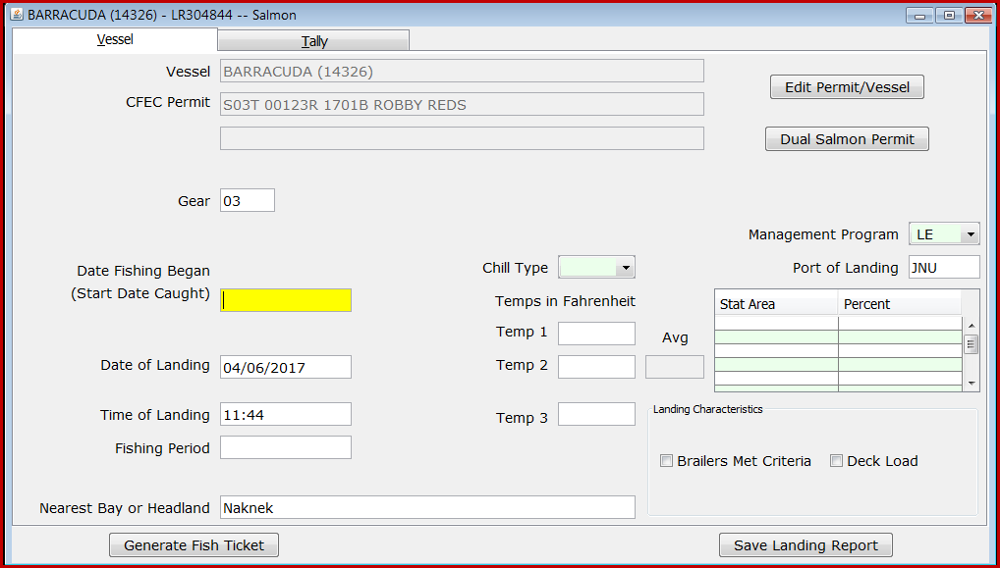 BARRACUDA (14326) - LR304844 -- Salmon
Vessel
Tally
Vessel BARRACUDA (14326)
Edit Permit/Vessel
CFEC Permit S03T 00123R 1701B ROBBY REDS
Dual Salmon Permit
Gear 03
Management Program LE
Date Fishing Began
(Start Date Caught)
Chill Type
Port of Landing JNU
Temps in Fahrenheit
Stat Area Percent
Temp 1
Avg
Date of Landing 04/06/2017
Temp 2
Time of Landing 11:44
Temp 3
Landing Characteristics
Fishing Period
Brailers Met Criteria
Deck Load
Nearest Bay or Headland Naknek
Generate Fish Ticket
Save Landing Report